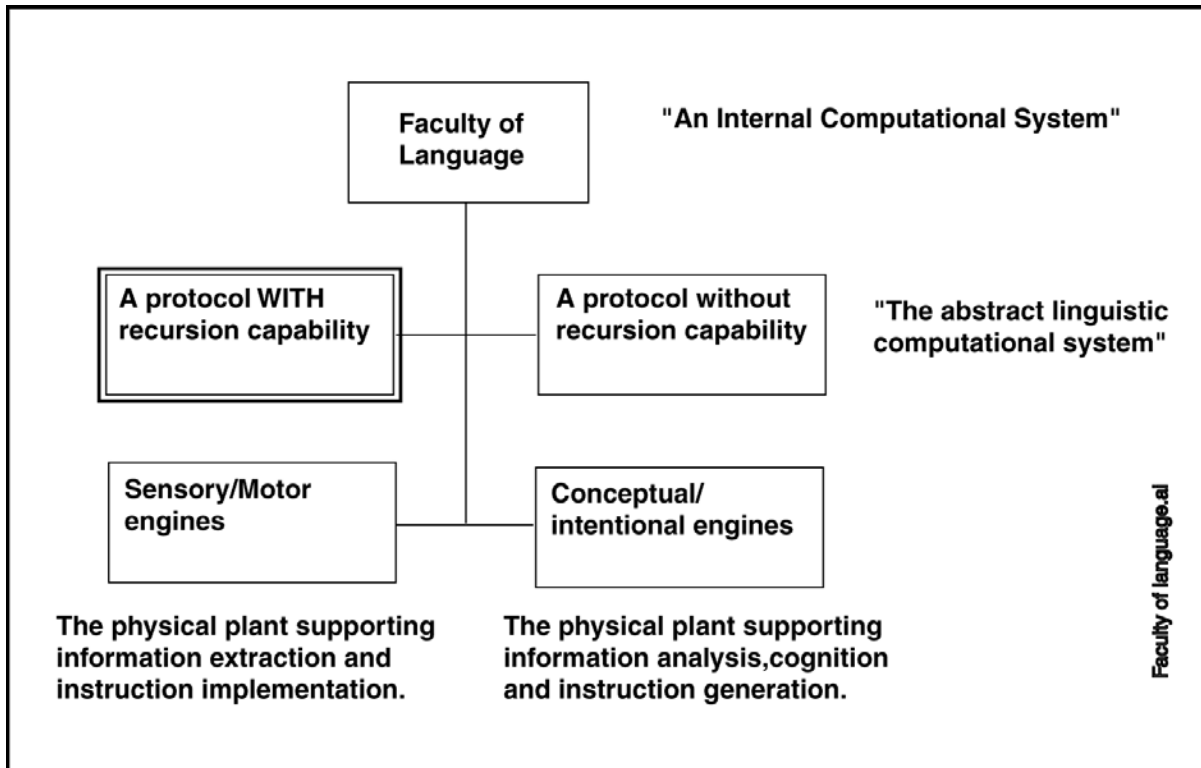 Faculty of
Language
"An Internal Computational System"
A protocol WITH
recursion capability
A protocol without
recursion capability
"The abstract linguistic
computational system"
Sensory/Motor
engines
Conceptual/
intentional engines
The physical plant supporting
information extraction and
instruction implementation.
The physical plant supporting
information analysis,cognition
and instruction generation.
Faculty of language.ai